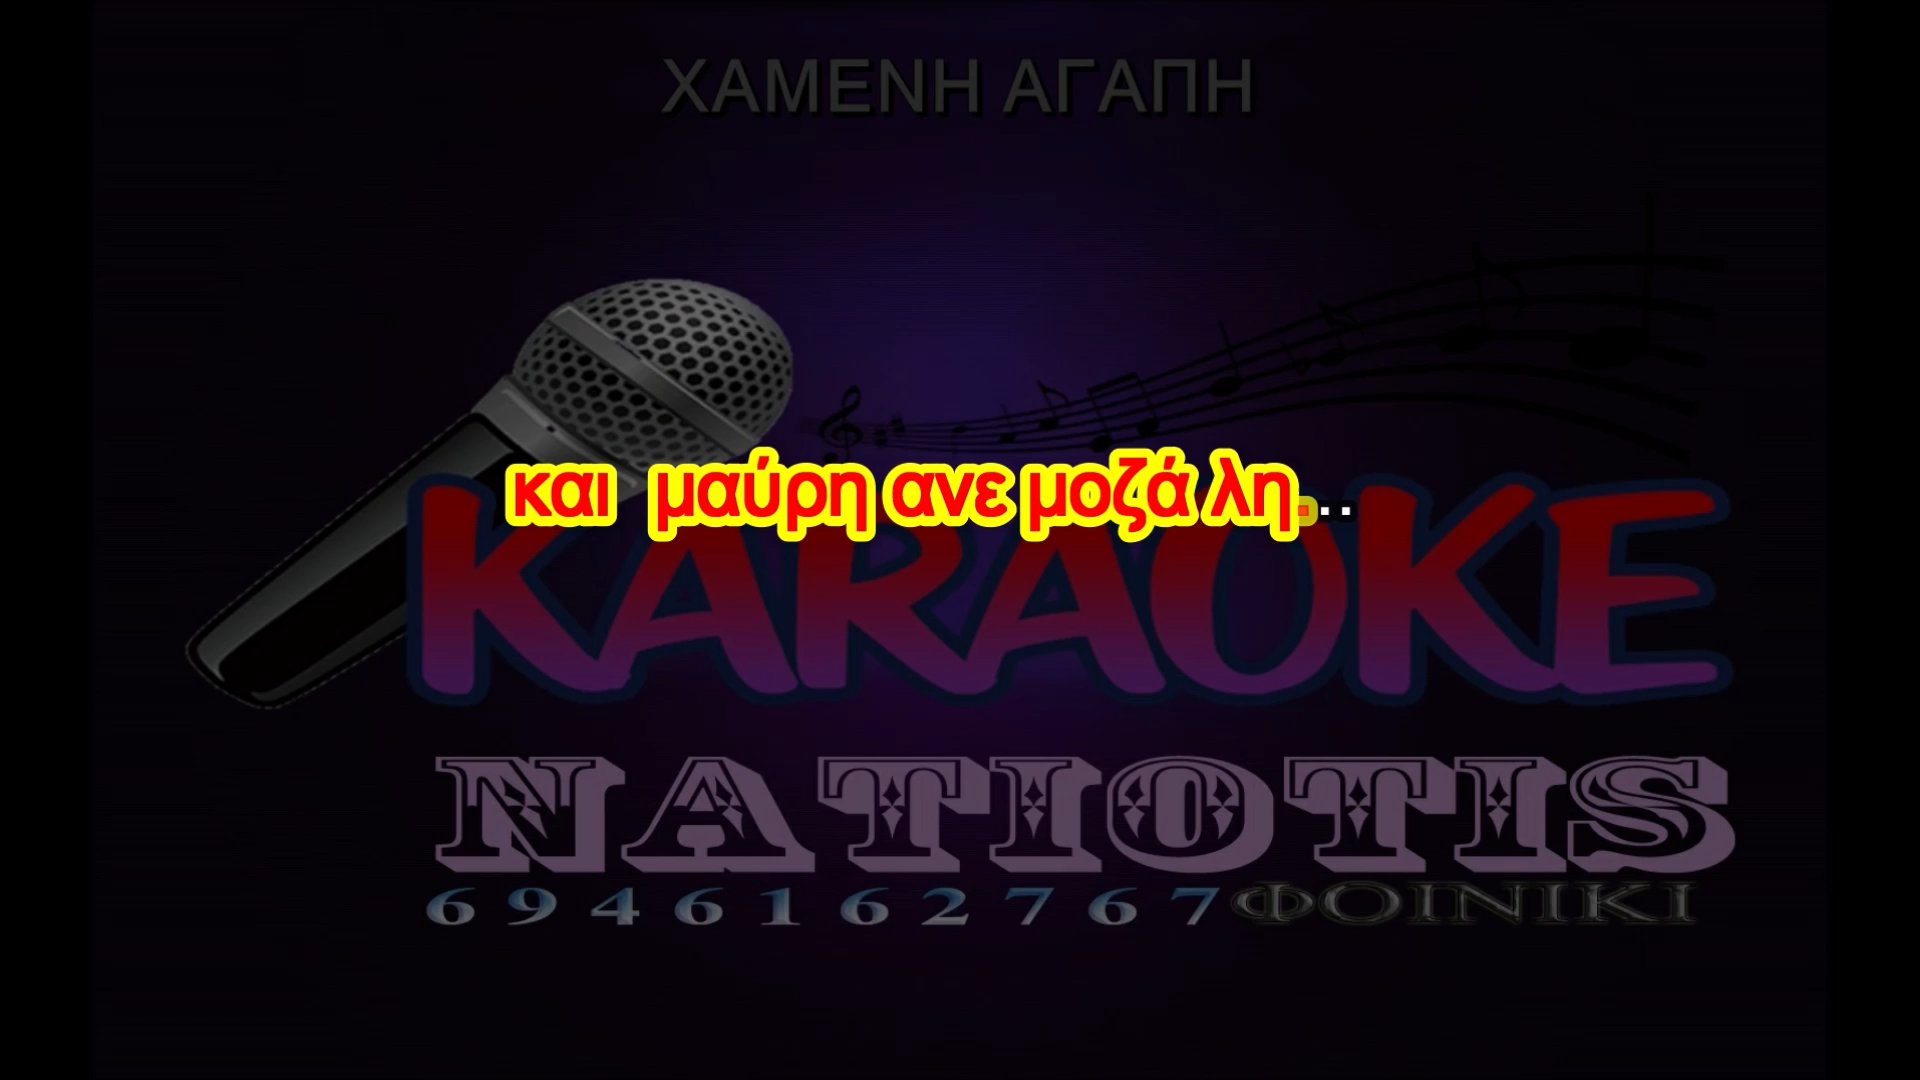 ΧΑΜΕΝΗ ΑΓΑΠΗ
και μαύρη ανε μοζά λη...
KARAOKE
NATIOTIS
6946162767ΦΟΙΝΙΚΙ